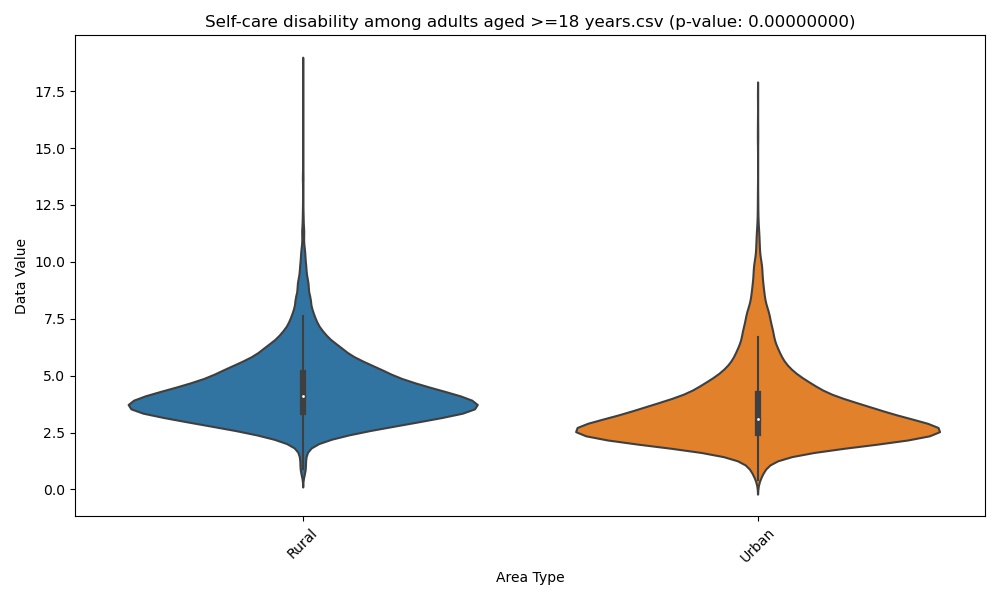 Self-care disability among adults aged >=18 years.csv (p-value: 0.00000000)
17.5
15.0
12.5
10.0
7.5
5.0
2.5
0.0
Data Value
Rural
Urban
Area Type